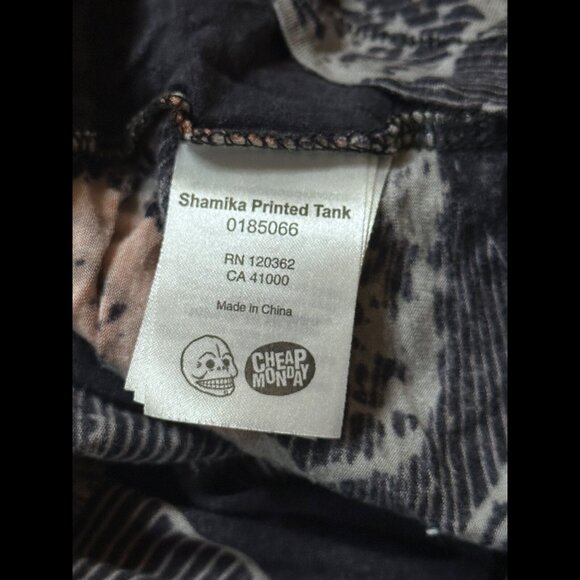 Shamika Printed Tank
0185066
RN 120362
CA 41000
Made in China
CHEAP
MONDAY